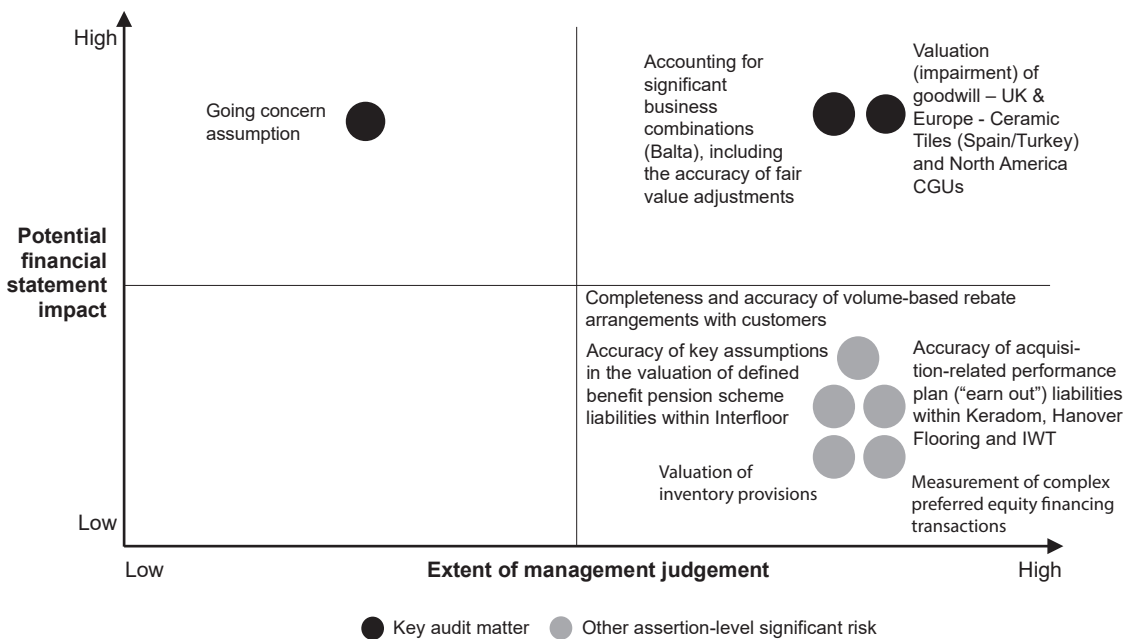 High
Going concern
assumption
Accounting for
significant
business
combinations
(Balta), including
the accuracy of fair
value adjustments
Valuation
(impairment) of
goodwill – UK &
Europe - Ceramic
Tiles (Spain/Turkey)
and North America
CGUs
Potential
financial
statement
impact
Completeness and accuracy of volume-based rebate
arrangements with customers
Accuracy of key assumptions
in the valuation of defined
benefit pension scheme
liabilities within Interfloor
Accuracy of acquisi-
tion-related performance
plan (“earn out”) liabilities
within Keradom, Hanover
Flooring and IWT
Valuation of
inventory provisions
Measurement of complex
preferred equity financing
transactions
Low
Low
Extent of management judgement
High
Key audit matter
Other assertion-level significant risk